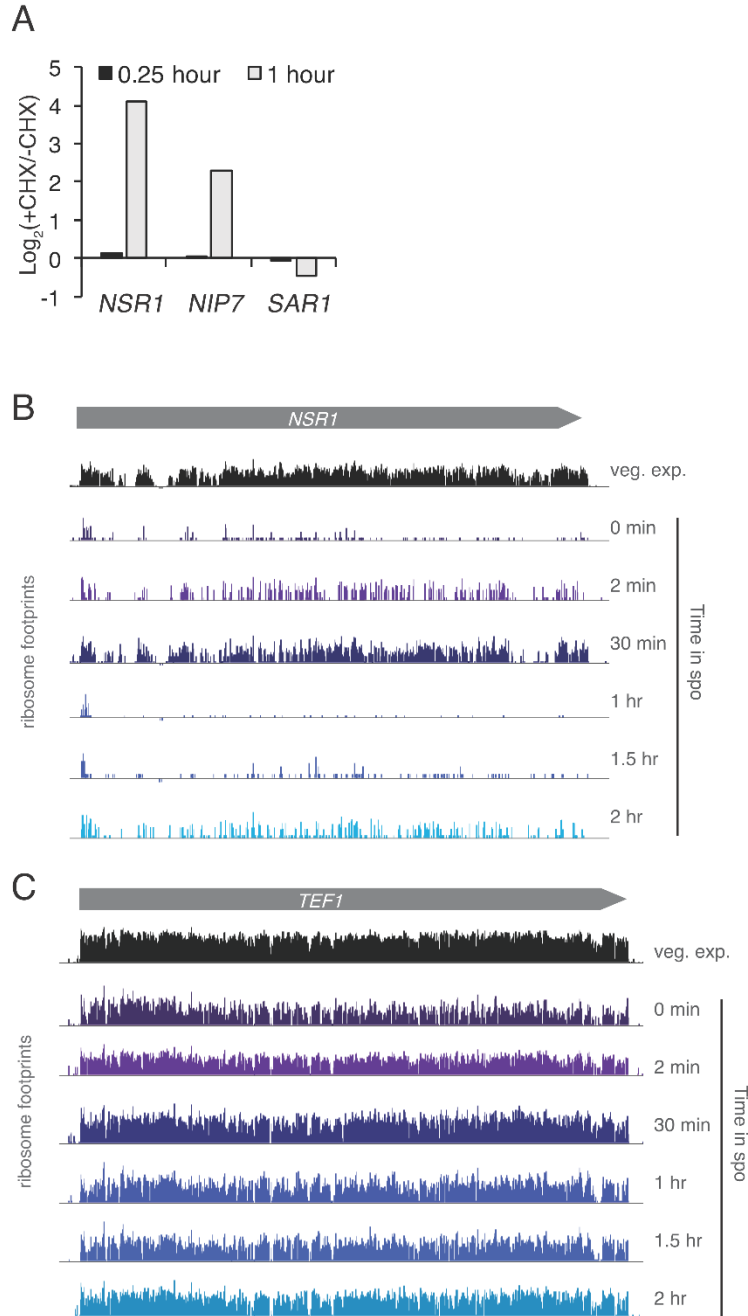 A
5
4
3
2
1
0
-1
Log2(+CHX/-CHX)
0.25 hour 1 hour
NSR1 NIP7 SAR1
B
NSR1
veg. exp.
0 min
2 min
30 min
1 hr
1.5 hr
2 hr
ribosome footprints
Time in spo
C
TEF1
veg. exp.
0 min
2 min
30 min
1 hr
1.5 hr
2 hr
ribosome footprints
Time in spo